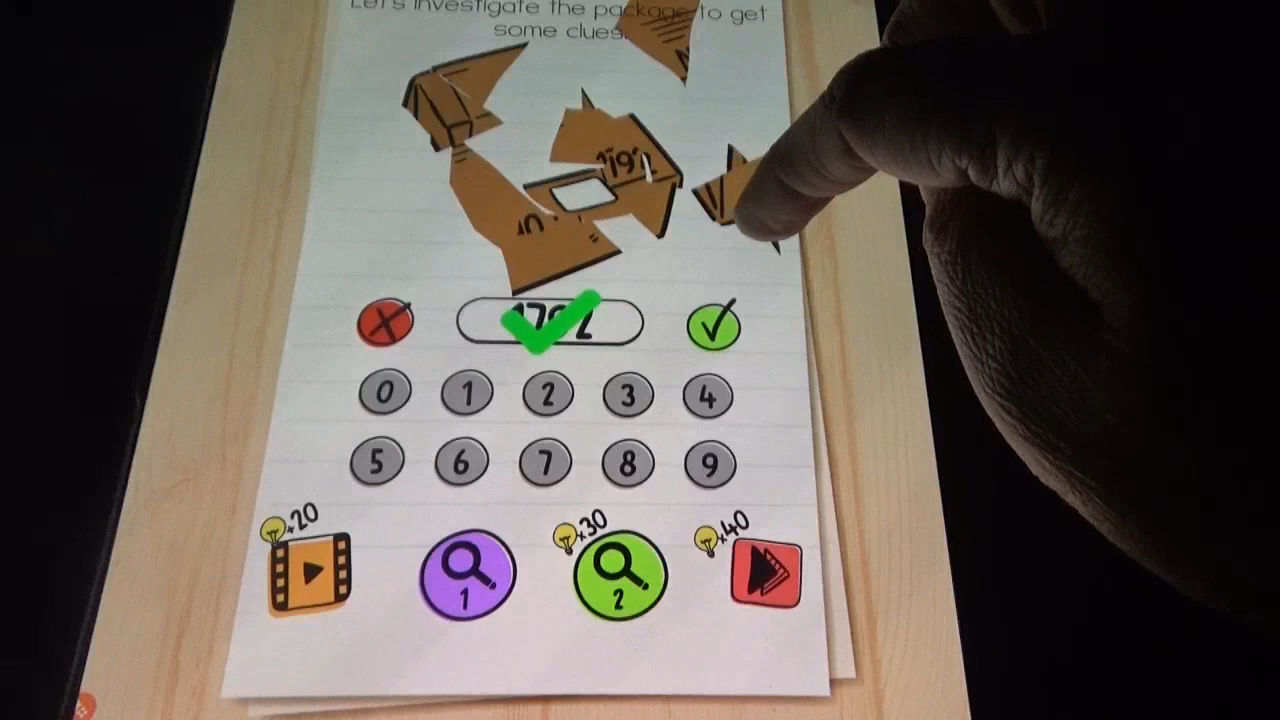 Let's investigate the package to get
some clues.
0 1 2 3 4
5 6 7 8 9
+20
x30
x40
1
2